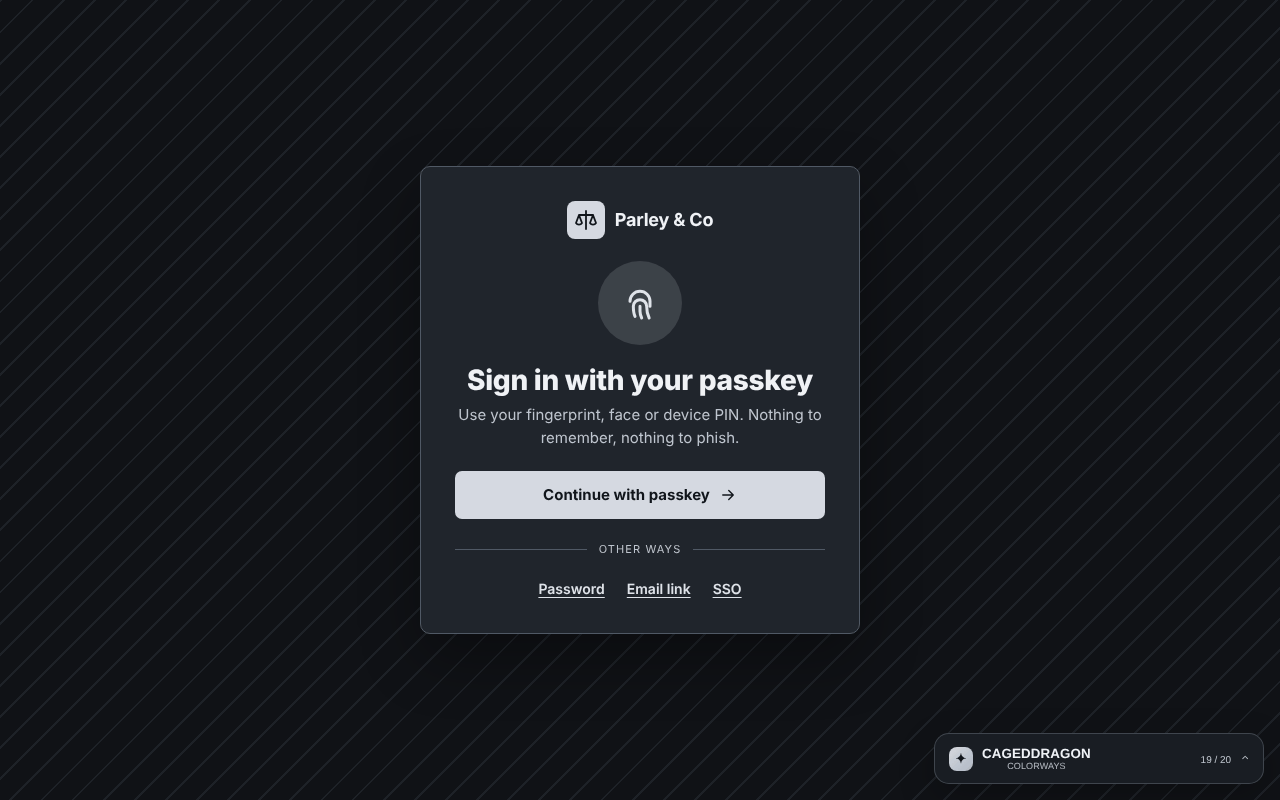 Parley & Co
Sign in with your passkey
Use your fingerprint, face or device PIN. Nothing to
remember, nothing to phish.
Continue with passkey →
OTHER WAYS
Password Email link SSO
CAGEDDRAGON
COLORWAYS
19 / 20